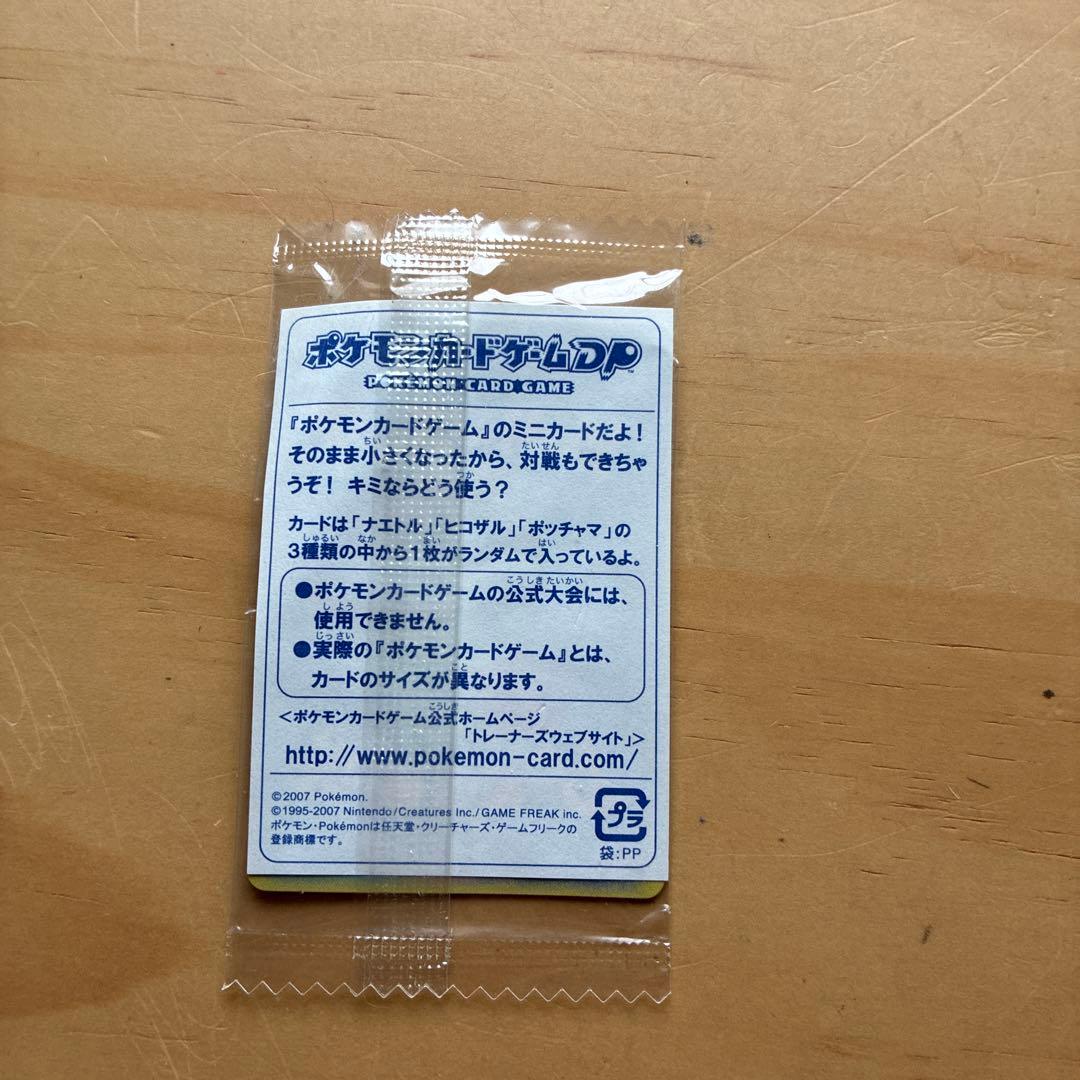 ポケモンカードゲームDP™
POKÉMON CARD GAME
『ポケモンカードゲーム』のミニカードだよ！
そのまま小さくなったから、対戦もできちゃ
うぞ！ キミならどう使う？
カードは「ナエトル」「ヒコザル」「ポッチャマ」の
3種類の中から1枚がランダムで入っているよ。
●ポケモンカードゲームの公式大会には、
使用できません。
●実際の『ポケモンカードゲーム』とは、
カードのサイズが異なります。
＜ポケモンカードゲーム公式ホームページ
「トレーナーズウェブサイト」＞
http://www.pokemon-card.com/
©2007 Pokémon.
©1995-2007 Nintendo/Creatures Inc./GAME FREAK inc.
ポケモン・Pokémonは任天堂・クリーチャーズ・ゲームフリークの
登録商標です。
プラ
袋:PP